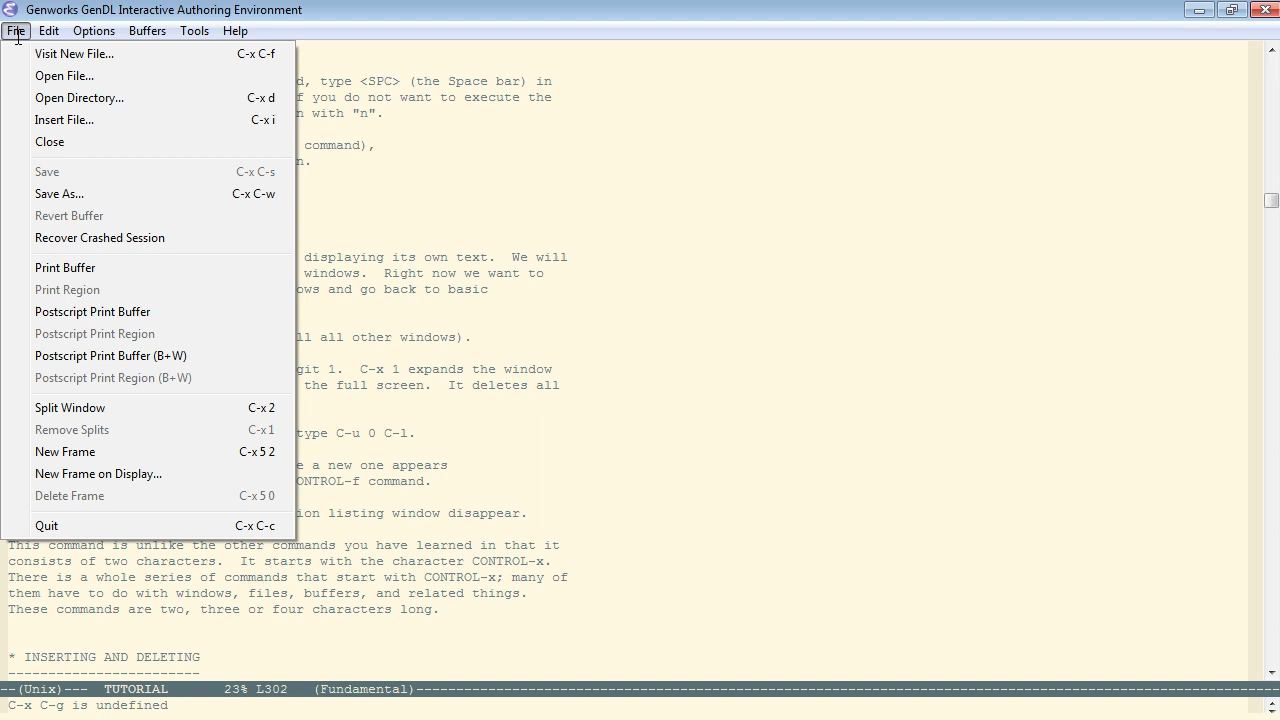 Genworks GenDL Interactive Authoring Environment
File Edit Options Buffers Tools Help
Visit New File... C-x C-f
Open File...
Open Directory... C-x d
Insert File... C-x i
Close
Save C-x C-s
Save As... C-x C-w
Revert Buffer
Recover Crashed Session
Print Buffer
Print Region
Postscript Print Buffer
Postscript Print Region
Postscript Print Buffer (B+W)
Postscript Print Region (B+W)
Split Window C-x 2
Remove Splits C-x 1
New Frame C-x 5 2
New Frame on Display...
Delete Frame C-x 5 0
Quit C-x C-c
d, type <SPC> (the Space bar) in
f you do not want to execute the
n with "n".
command),
n.
displaying its own text.  We will
windows.  Right now we want to
ows and go back to basic
ll all other windows).
git 1.  C-x 1 expands the window
the full screen.  It deletes all
type C-u 0 C-l.
e a new one appears
ONTROL-f command.
ion listing window disappear.
This command is unlike the other commands you have learned in that it
consists of two characters.  It starts with the character CONTROL-x.
There is a whole series of commands that start with CONTROL-x; many of
them have to do with windows, files, buffers, and related things.
These commands are two, three or four characters long.
* INSERTING AND DELETING
------------------------
--(Unix)---  TUTORIAL       23% L302   (Fundamental)----------
C-x C-g is undefined